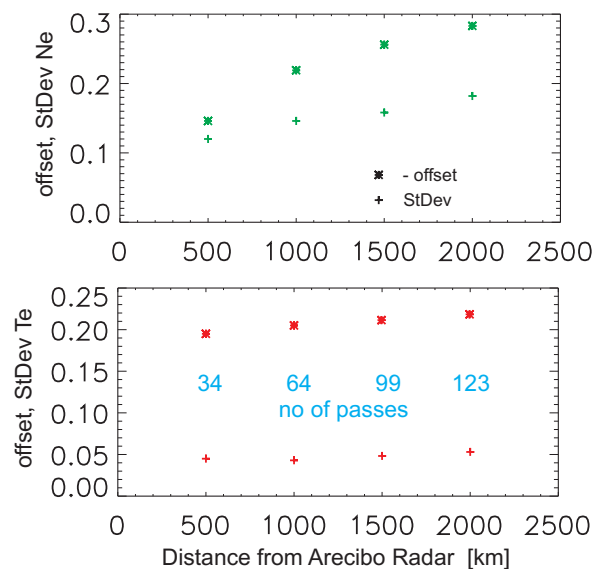 offset, StDev Ne
0.3
0.2
0.1
0.0
- offset
StDev
0 500 1000 1500 2000 2500
offset, StDev Te
0.25
0.20
0.15
0.10
0.05
0.00
34 64 99 123
no of passes
0 500 1000 1500 2000 2500
Distance from Arecibo Radar [km]